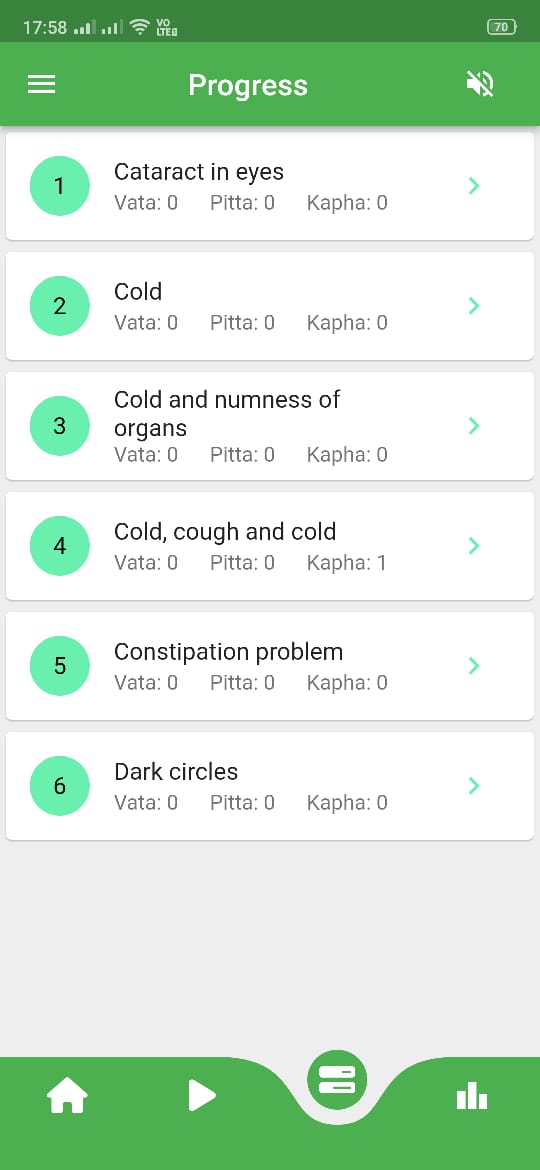 17:58
VO
LTE
70
Progress
1
Cataract in eyes
Vata: 0 Pitta: 0 Kapha: 0
2
Cold
Vata: 0 Pitta: 0 Kapha: 0
3
Cold and numness of
organs
Vata: 0 Pitta: 0 Kapha: 0
4
Cold, cough and cold
Vata: 0 Pitta: 0 Kapha: 1
5
Constipation problem
Vata: 0 Pitta: 0 Kapha: 0
6
Dark circles
Vata: 0 Pitta: 0 Kapha: 0